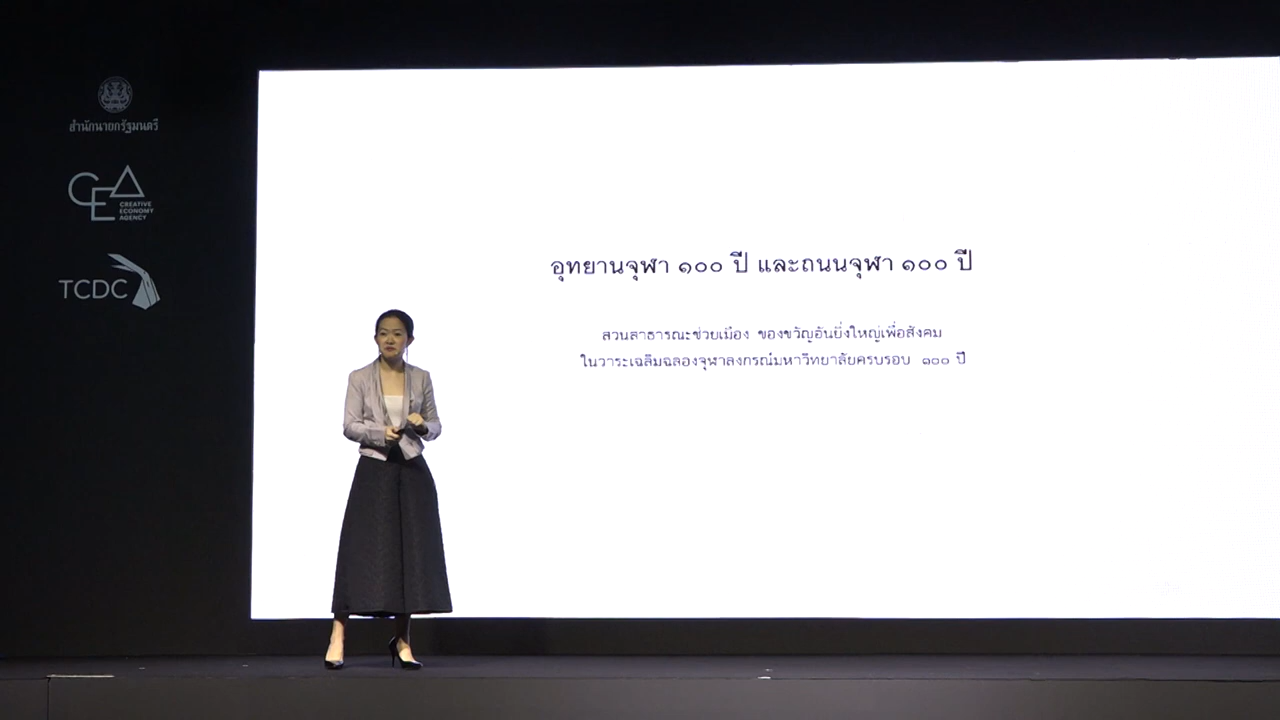 สำนักนายกรัฐมนตรี
CEA
CREATIVE
ECONOMY
AGENCY
TCDC
อุทยานจุฬา ๑๐๐ ปี และถนนจุฬา ๑๐๐ ปี
สวนสาธารณะช่วยเมือง ของขวัญอันยิ่งใหญ่เพื่อสังคม
ในวาระเฉลิมฉลองจุฬาลงกรณ์มหาวิทยาลัยครบรอบ ๑๐๐ ปี